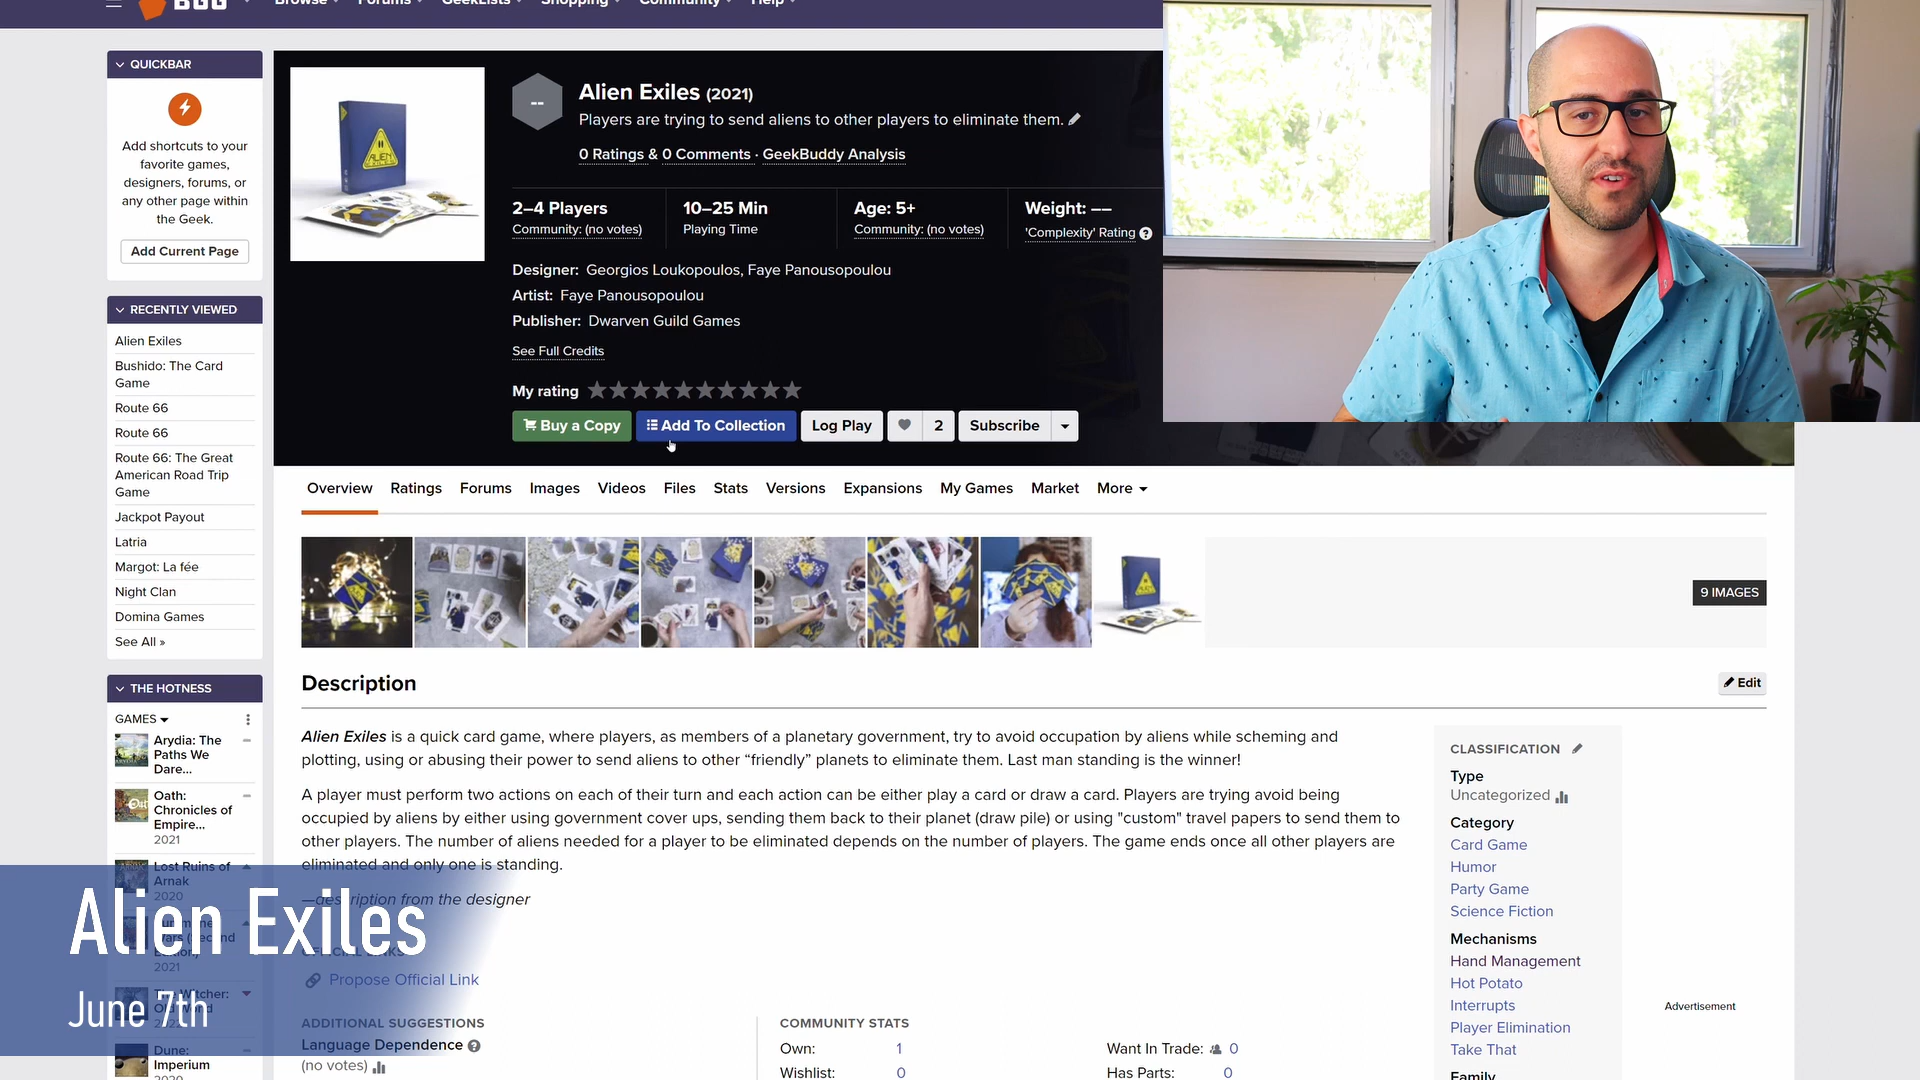 BGG
Browse
Forums
GeekLists
Shopping
Community
Help
QUICKBAR
Add shortcuts to your
favorite games,
designers, forums, or
any other page within
the Geek.
Add Current Page
RECENTLY VIEWED
Alien Exiles
Bushido: The Card
Game
Route 66
Route 66
Route 66: The Great
American Road Trip
Game
Jackpot Payout
Latria
Margot: La fée
Night Clan
Domina Games
See All »
THE HOTNESS
GAMES
Arydia: The
Paths We
Dare...
Oath:
Chronicles of
Empire...
2021
Lost Ruins of
Arnak
2020
2021
Dune:
Imperium
2020
ALIEN
EXILES
--
Alien Exiles (2021)
Players are trying to send aliens to other players to eliminate them.
0 Ratings & 0 Comments · GeekBuddy Analysis
2–4 Players
Community: (no votes)
10–25 Min
Playing Time
Age: 5+
Community: (no votes)
Weight: ––
'Complexity' Rating ?
Designer: Georgios Loukopoulos, Faye Panousopoulou
Artist: Faye Panousopoulou
Publisher: Dwarven Guild Games
See Full Credits
My rating
Buy a Copy
Add To Collection
Log Play
2
Subscribe
Overview Ratings Forums Images Videos Files Stats Versions Expansions My Games Market More
9 IMAGES
Description
Edit
Alien Exiles is a quick card game, where players, as members of a planetary government, try to avoid occupation by aliens while scheming and
plotting, using or abusing their power to send aliens to other “friendly” planets to eliminate them. Last man standing is the winner!
A player must perform two actions on each of their turn and each action can be either play a card or draw a card. Players are trying avoid being
occupied by aliens by either using government cover ups, sending them back to their planet (draw pile) or using "custom" travel papers to send them to
other players. The number of aliens needed for a player to be eliminated depends on the number of players. The game ends once all other players are
eliminated and only one is standing.
—description from the designer
OFFICIAL LINKS
Propose Official Link
ADDITIONAL SUGGESTIONS
Language Dependence ?
(no votes)
COMMUNITY STATS
Own: 1
Wishlist: 0
Want In Trade: 0
Has Parts: 0
CLASSIFICATION
Type
Uncategorized
Category
Card Game
Humor
Party Game
Science Fiction
Mechanisms
Hand Management
Hot Potato
Interrupts
Player Elimination
Take That
Family
Advertisement
Alien Exiles
June 7th